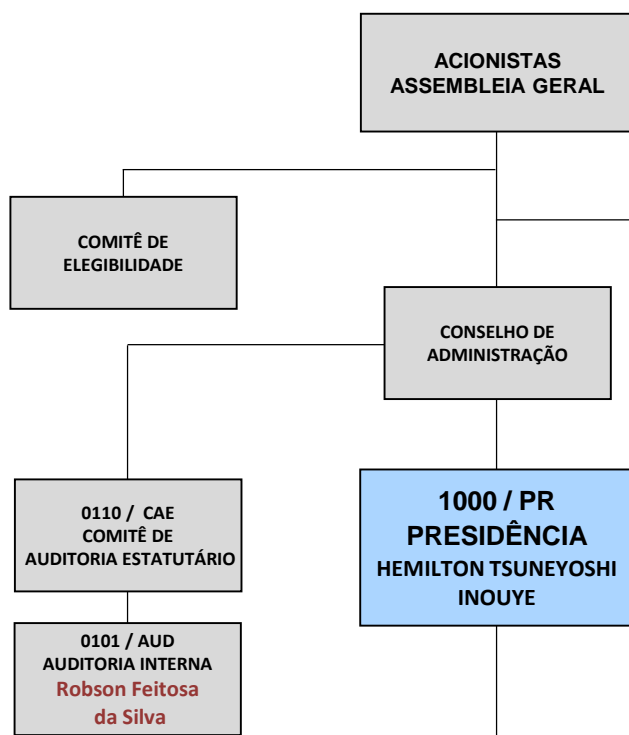 ACIONISTAS
ASSEMBLEIA GERAL
COMITÊ DE
ELEGIBILIDADE
CONSELHO DE
ADMINISTRAÇÃO
0110 / CAE
COMITÊ DE
AUDITORIA ESTATUTÁRIO
1000 / PR
PRESIDÊNCIA
HEMILTON TSUNEYOSHI
INOUYE
0101 / AUD
AUDITORIA INTERNA
Robson Feitosa
da Silva